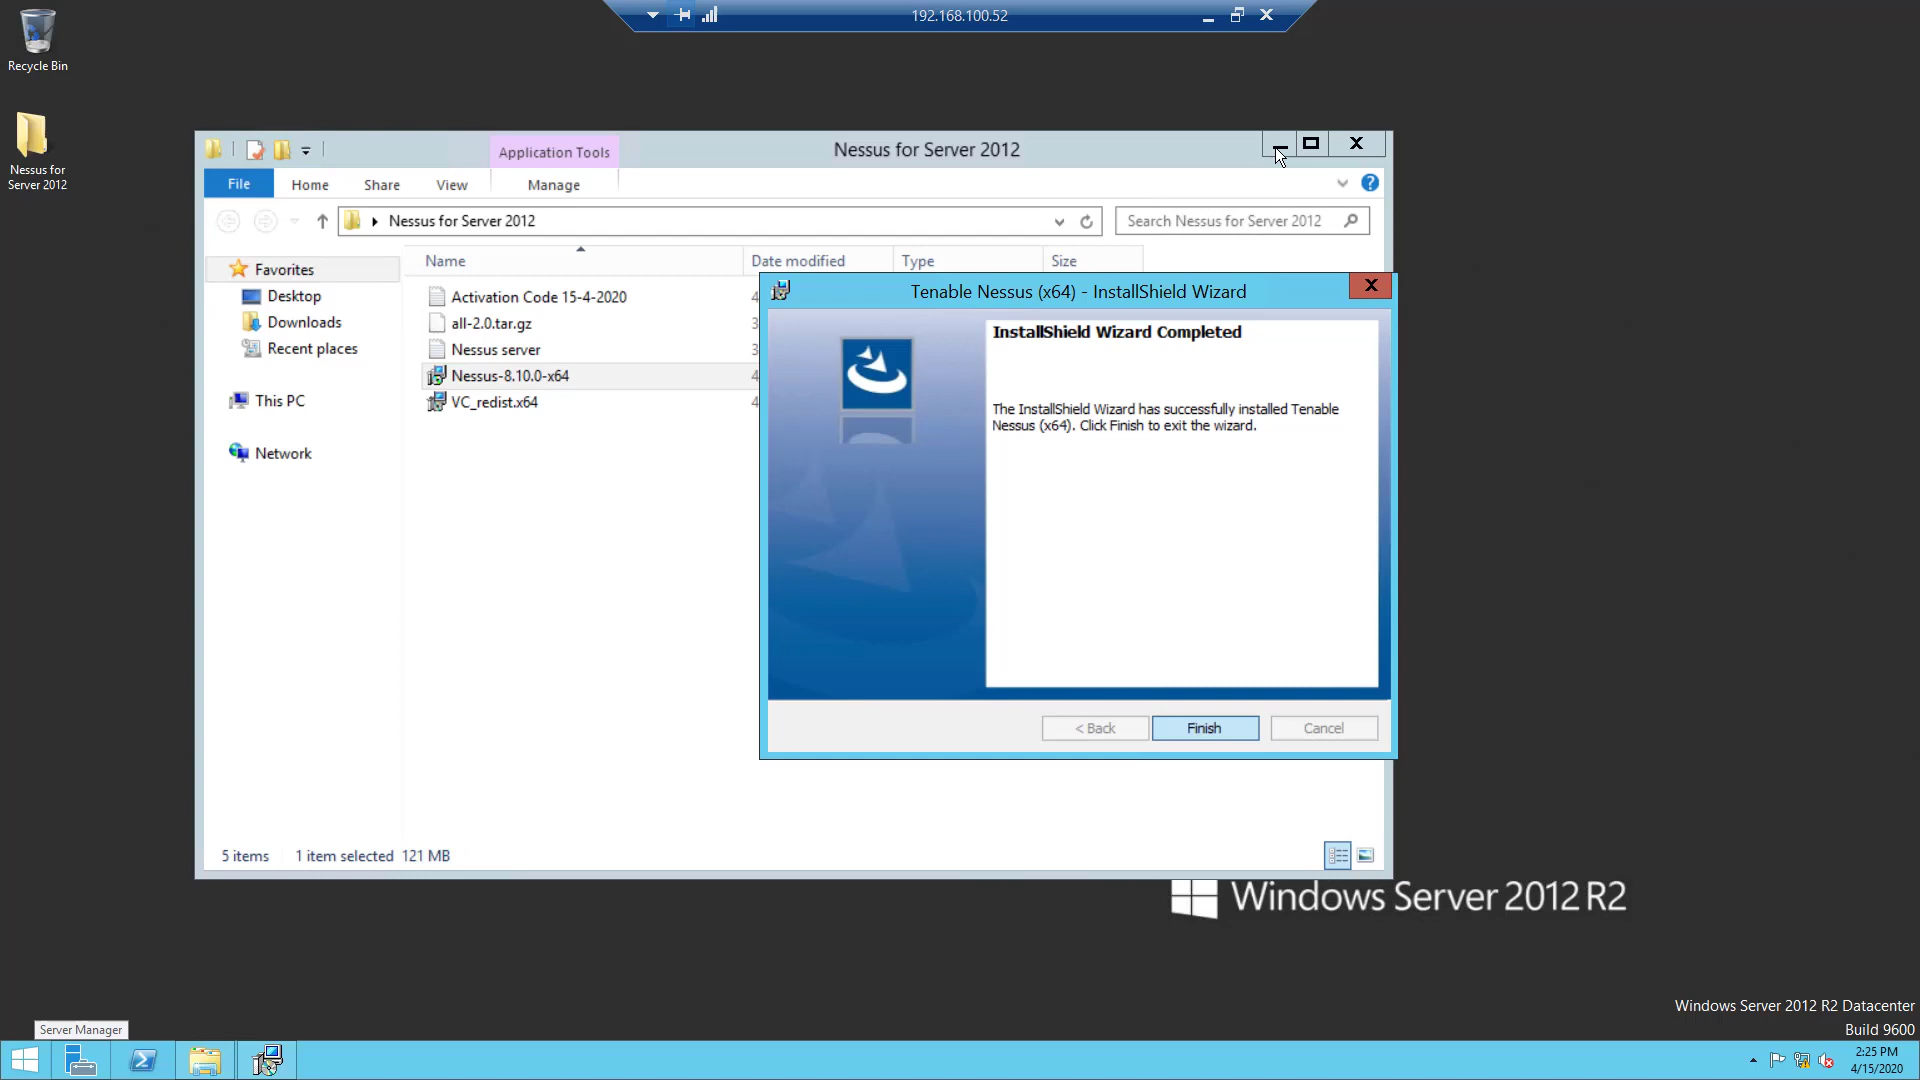 192.168.100.52
Recycle Bin
Nessus for
Server 2012
Application Tools
Nessus for Server 2012
File
Home
Share
View
Manage
Nessus for Server 2012
Search Nessus for Server 2012
Name
Date modified
Type
Size
Favorites
Desktop
Downloads
Recent places
This PC
Network
Activation Code 15-4-2020
4
all-2.0.tar.gz
3
Nessus server
3
Nessus-8.10.0-x64
4
VC_redist.x64
4
Tenable Nessus (x64) - InstallShield Wizard
InstallShield Wizard Completed
The InstallShield Wizard has successfully installed Tenable
Nessus (x64). Click Finish to exit the wizard.
< Back
Finish
Cancel
5 items
1 item selected 121 MB
Windows Server 2012 R2
Windows Server 2012 R2 Datacenter
Build 9600
Server Manager
2:25 PM
4/15/2020